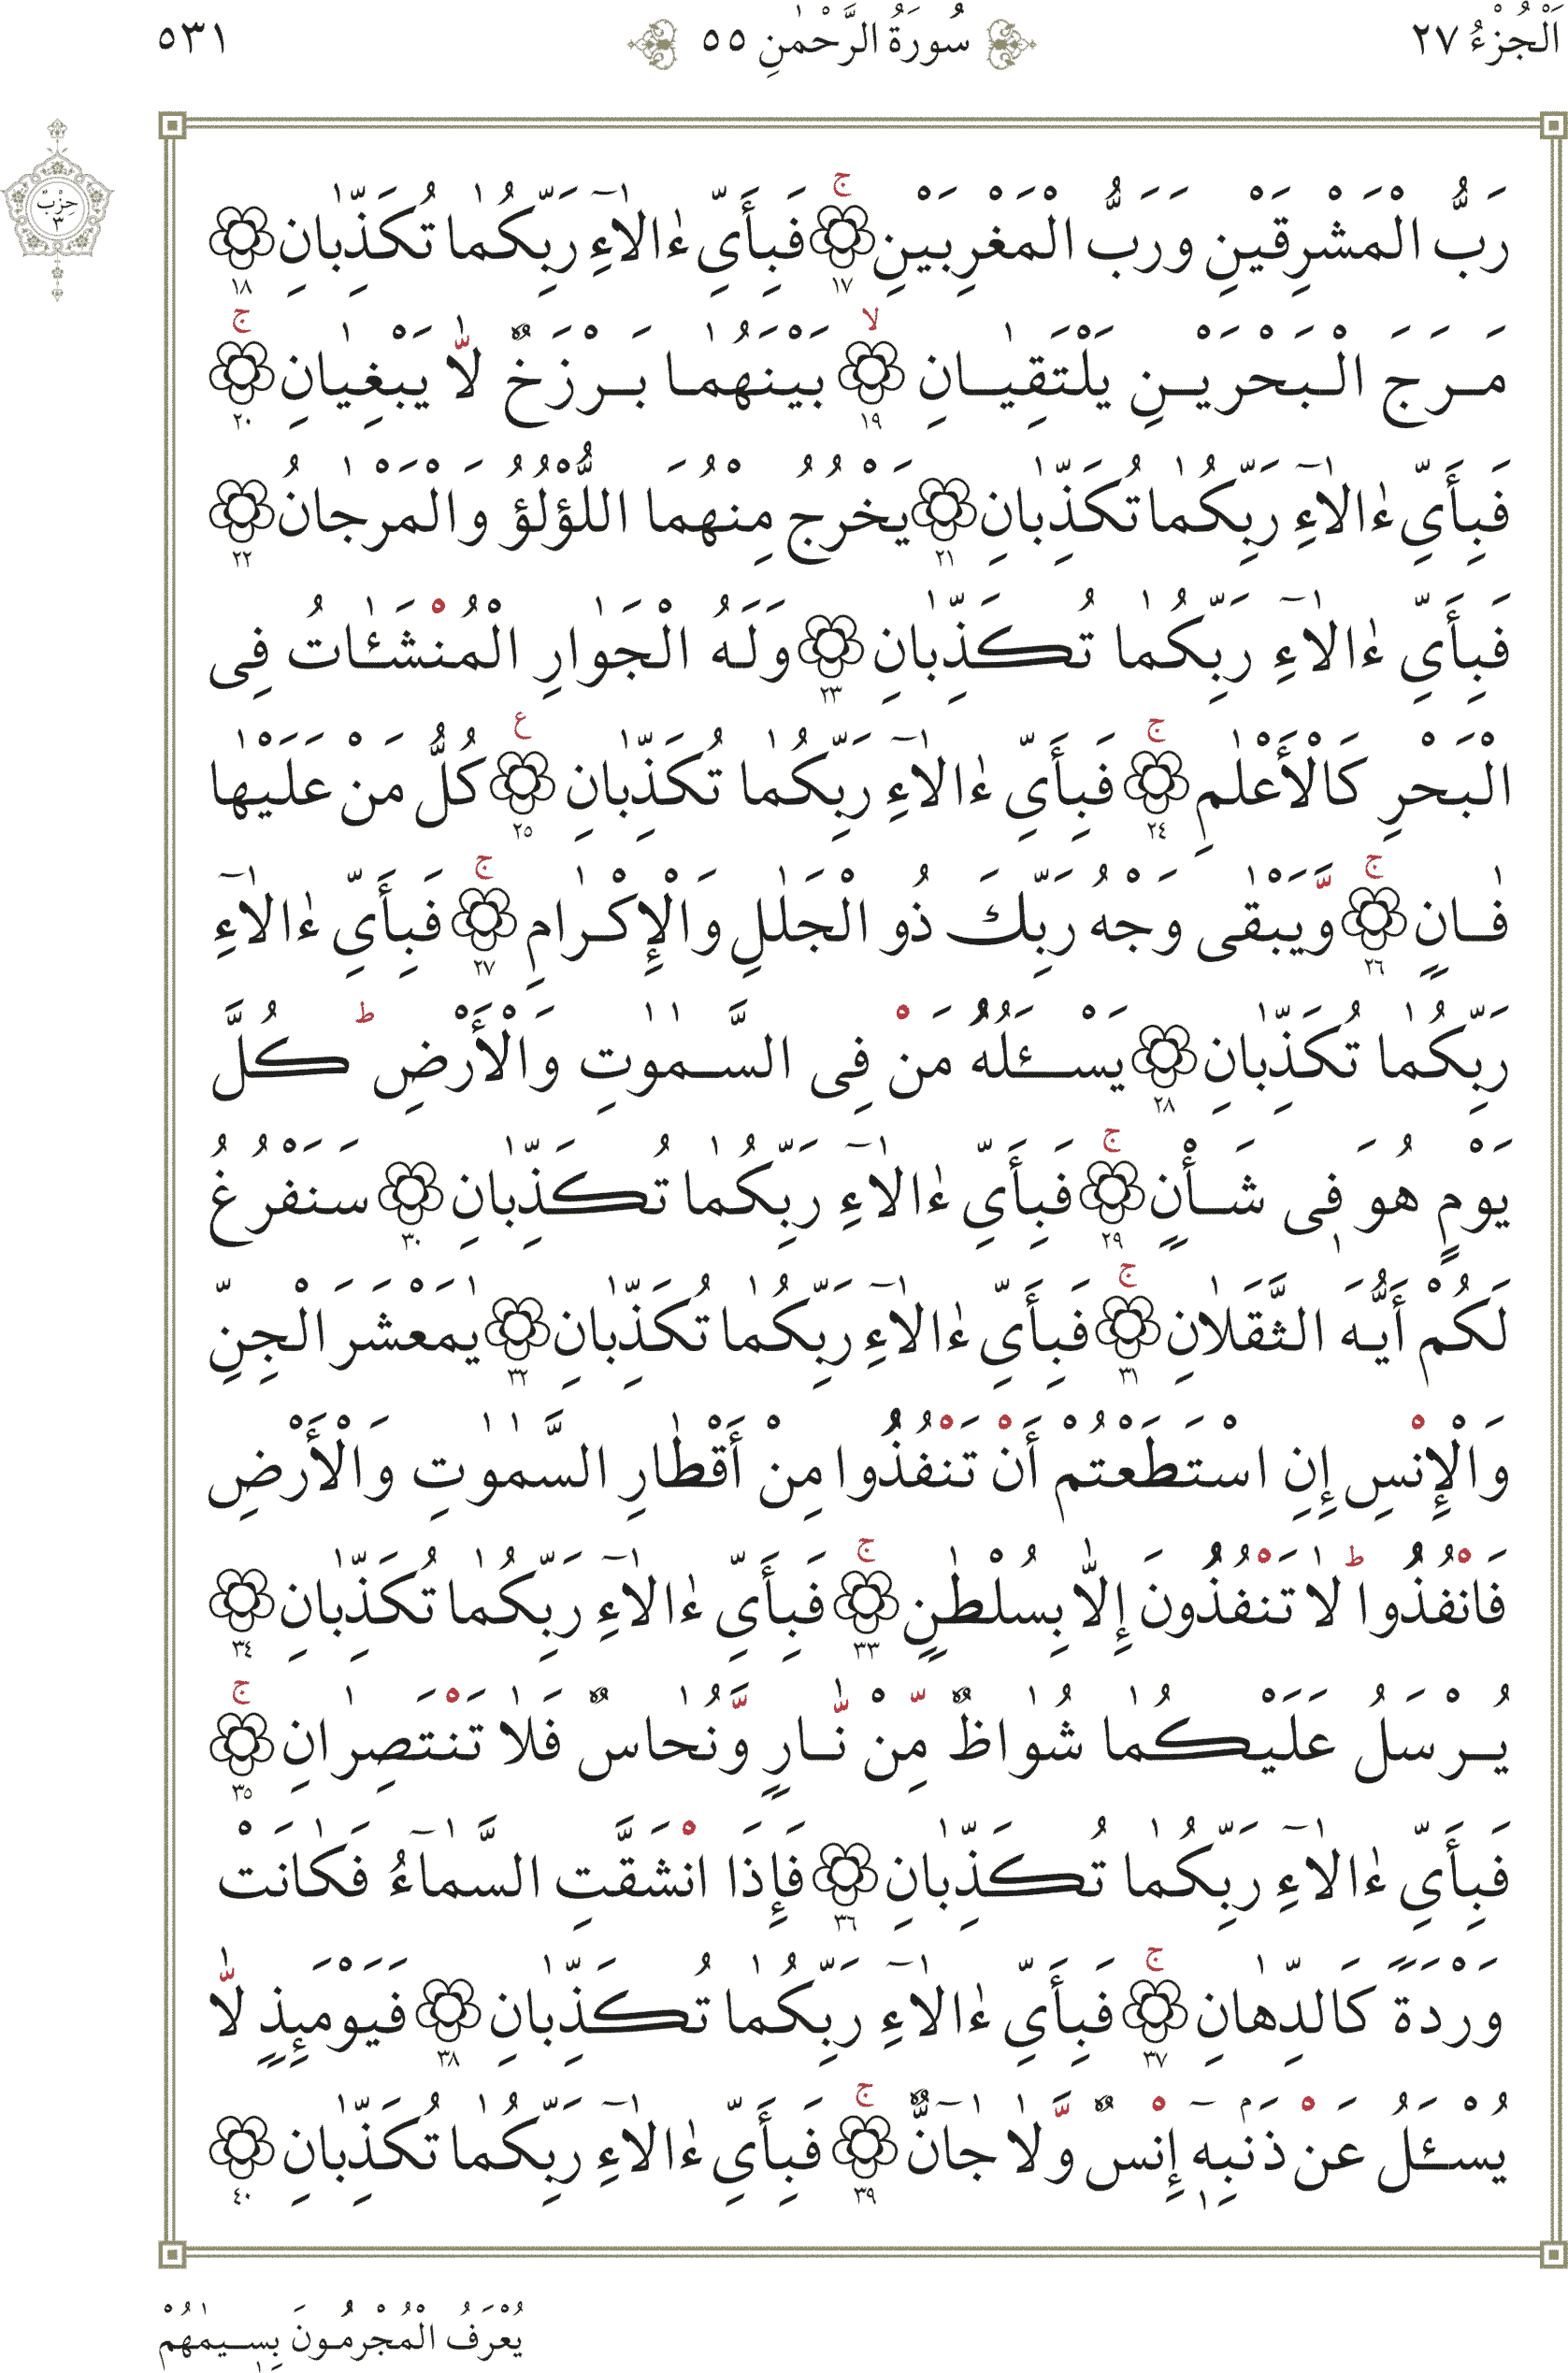 اَلْجُزْءُ ٢٧
سُورَةُ الرَّحْمٰنِ ٥٥
٥٣١
حِزْبٌ
٣
رَبُّ الْمَشْرِقَيْنِ وَرَبُّ الْمَغْرِبَيْنِ ۚ ١٧ فَبِأَيِّ ءٰالَآءِ رَبِّكُمٰا تُكَذِّبٰانِ ١٨
مَرَجَ الْبَحْرَيْنِ يَلْتَقِيٰانِ ۙ ١٩ بَيْنَهُمٰا بَرْزَخٌ لّٰا يَبْغِيٰانِ ۚ ٢٠
فَبِأَيِّ ءٰالٰآءِ رَبِّكُمٰا تُكَذِّبٰانِ ٢١ يَخْرُجُ مِنْهُمَا اللُّؤْلُؤُ وَالْمَرْجٰانُ ٢٢
فَبِأَيِّ ءٰالٰآءِ رَبِّكُمٰا تُكَذِّبٰانِ ٢٣ وَلَهُ الْجَوٰارِ الْمُنْشَـٰٔاتُ فِى
الْبَحْرِ كَالْأَعْلٰمِ ۚ ٢٤ فَبِأَيِّ ءٰالٰآءِ رَبِّكُمٰا تُكَذِّبٰانِ ع ٢٥ كُلُّ مَنْ عَلَيْهٰا
فٰانٍ ۚ ٢٦ وَّيَبْقٰى وَجْهُ رَبِّكَ ذُو الْجَلٰلِ وَالْإِكْرٰامِ ۚ ٢٧ فَبِأَيِّ ءٰالٰآءِ
رَبِّكُمٰا تُكَذِّبٰانِ ٢٨ يَسْـَٔلُهُ مَنْ فِى السَّمٰوٰتِ وَالْأَرْضِ ؕ كُلَّ
يَوْمٍ هُوَ فِى شَأْنٍ ۚ ٢٩ فَبِأَيِّ ءٰالٰآءِ رَبِّكُمٰا تُكَذِّبٰانِ ٣٠ سَنَفْرُغُ
لَكُمْ أَيُّهَ الثَّقَلٰانِ ۚ ٣١ فَبِأَيِّ ءٰالٰآءِ رَبِّكُمٰا تُكَذِّبٰانِ ٣٢ يٰمَعْشَرَ الْجِنِّ
وَالْإِنْسِ إِنِ اسْتَطَعْتُمْ أَنْ تَنْفُذُوا مِنْ أَقْطٰارِ السَّمٰوٰتِ وَالْأَرْضِ
فَانْفُذُوا ؕ لٰا تَنْفُذُونَ إِلّٰا بِسُلْطٰنٍ ۚ ٣٣ فَبِأَيِّ ءٰالٰآءِ رَبِّكُمٰا تُكَذِّبٰانِ ٣٤
يُرْسَلُ عَلَيْكُمٰا شُوٰاظٌ مِّنْ نّٰارٍ وَّنُحٰاسٌ فَلٰا تَنْتَصِرٰانِ ۚ ٣٥
فَبِأَيِّ ءٰالٰآءِ رَبِّكُمٰا تُكَذِّبٰانِ ٣٦ فَإِذَا انْشَقَّتِ السَّمٰآءُ فَكٰانَتْ
وَرْدَةً كَالدِّهٰانِ ۚ ٣٧ فَبِأَيِّ ءٰالٰآءِ رَبِّكُمٰا تُكَذِّبٰانِ ٣٨ فَيَوْمَئِذٍ لّٰا
يُسْـَٔلُ عَنْ ذَنْۢبِهٖٓ إِنْسٌ وَّلٰا جٰآنٌّ ۚ ٣٩ فَبِأَيِّ ءٰالٰآءِ رَبِّكُمٰا تُكَذِّبٰانِ ٤٠
يُعْرَفُ الْمُجْرِمُونَ بِسِيمٰهُمْ